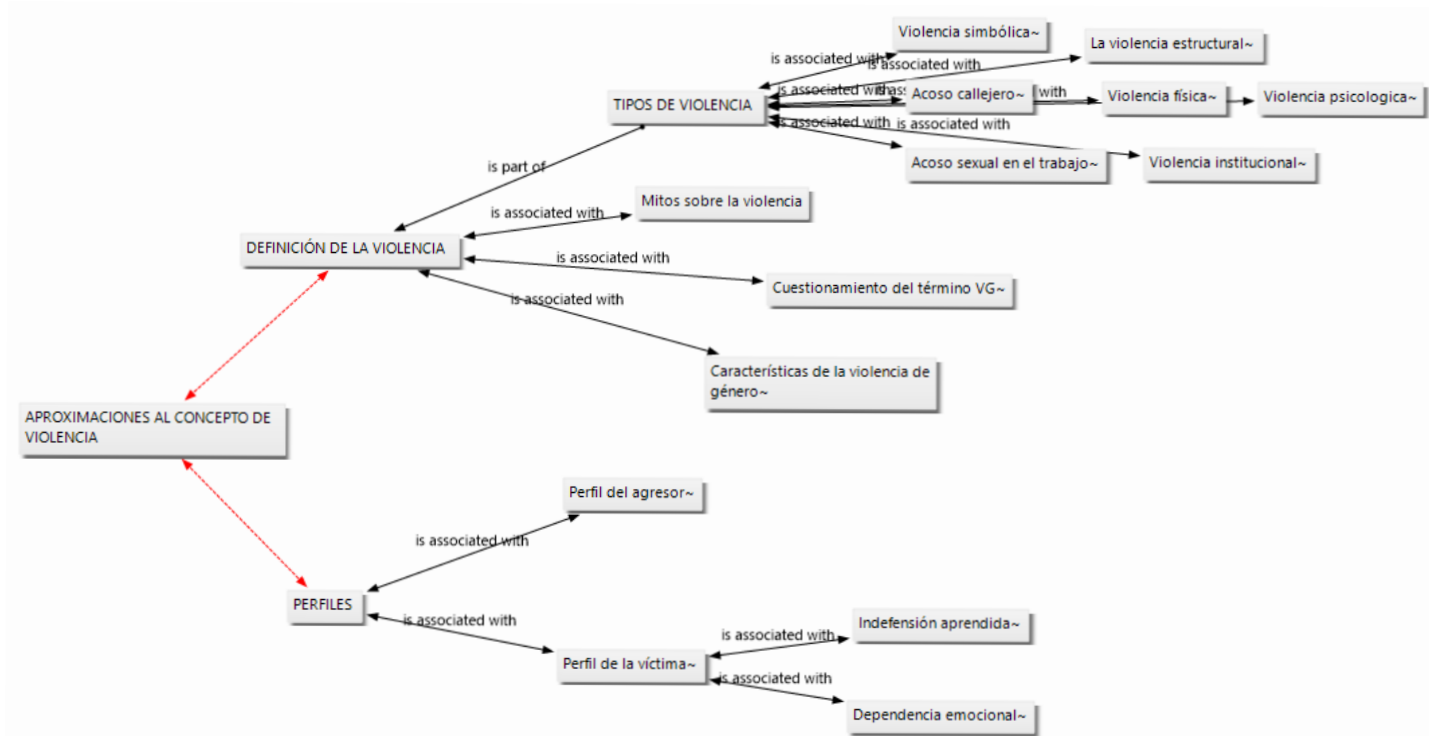 Violencia simbólica~
La violencia estructural~
is associated with
is associated with
TIPOS DE VIOLENCIA
is associated with
Acoso callejero~
with
Violencia física~
Violencia psicologica~
is associated with
is associated with
Acoso sexual en el trabajo~
Violencia institucional~
is part of
Mitos sobre la violencia
is associated with
DEFINICIÓN DE LA VIOLENCIA
is associated with
Cuestionamiento del término VG~
is associated with
Características de la violencia de
género~
APROXIMACIONES AL CONCEPTO DE
VIOLENCIA
Perfil del agresor~
is associated with
PERFILES
is associated with
Perfil de la víctima~
is associated with
Indefensión aprendida~
is associated with
Dependencia emocional~